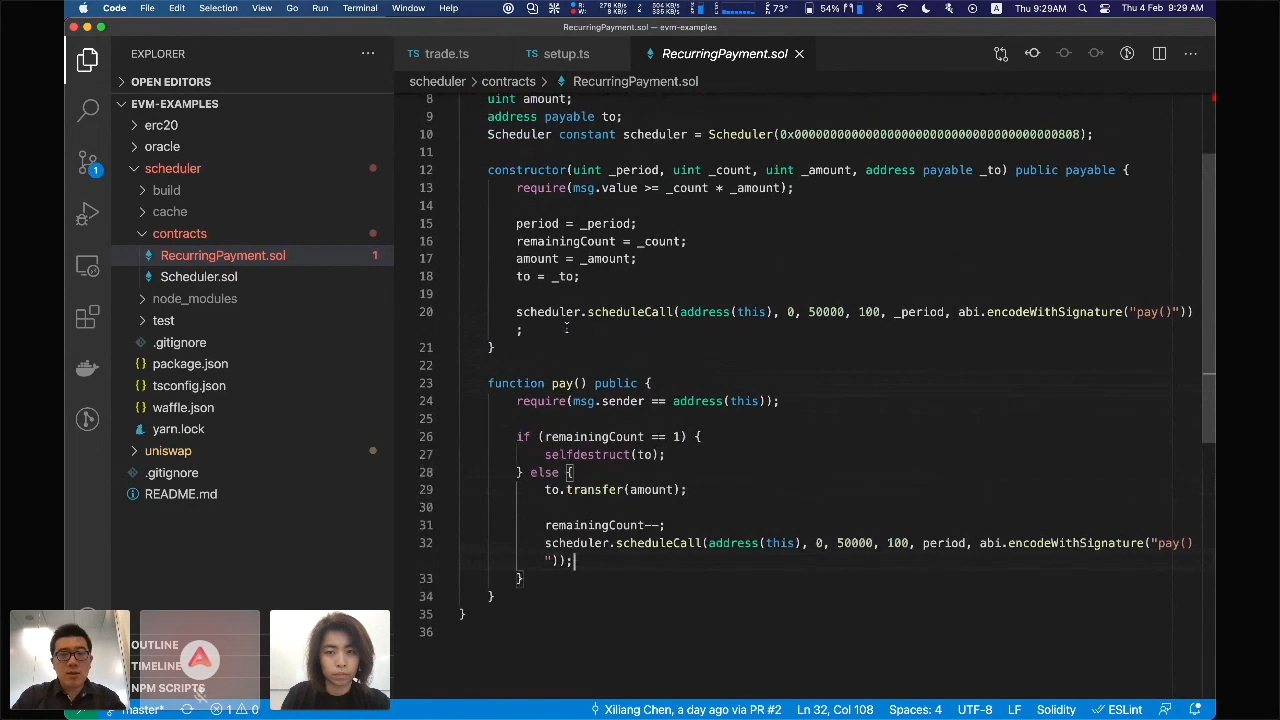 Code File Edit Selection View Go Run Terminal Window Help 54% Thu 9:29AM Thu 4 Feb 9:29 AM
RecurringPayment.sol — evm-examples
EXPLORER
trade.ts setup.ts RecurringPayment.sol
OPEN EDITORS
scheduler > contracts > RecurringPayment.sol
EVM-EXAMPLES
erc20
oracle
scheduler
build
cache
contracts
RecurringPayment.sol 1
Scheduler.sol
node_modules
test
.gitignore
package.json
tsconfig.json
waffle.json
yarn.lock
uniswap
.gitignore
README.md
OUTLINE
TIMELINE
NPM SCRIPTS
1
8 uint amount;
9 address payable to;
10 Scheduler constant scheduler = Scheduler(0x0000000000000000000000000000000000000808);
11
12 constructor(uint _period, uint _count, uint _amount, address payable _to) public payable {
13 require(msg.value >= _count * _amount);
14
15 period = _period;
16 remainingCount = _count;
17 amount = _amount;
18 to = _to;
19
20 scheduler.scheduleCall(address(this), 0, 50000, 100, _period, abi.encodeWithSignature("pay()"))
;
21 }
22
23 function pay() public {
24 require(msg.sender == address(this));
25
26 if (remainingCount == 1) {
27 selfdestruct(to);
28 } else {
29 to.transfer(amount);
30
31 remainingCount--;
32 scheduler.scheduleCall(address(this), 0, 50000, 100, period, abi.encodeWithSignature("pay()
"));
33 }
34 }
35 }
36
master* 1 0 Xiliang Chen, a day ago via PR #2 Ln 32, Col 108 Spaces: 4 UTF-8 LF Solidity ESLint